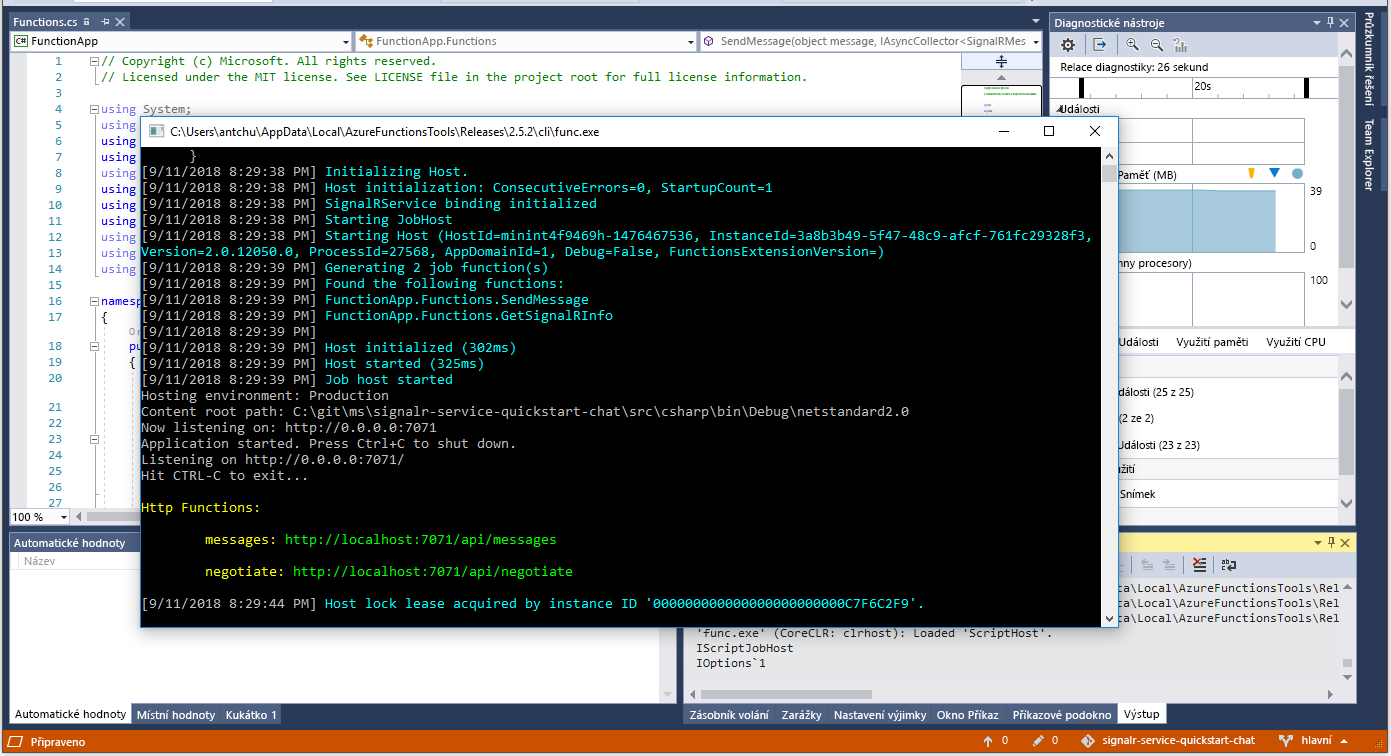 Functions.cs
FunctionApp
FunctionApp.Functions
SendMessage(object message, IAsyncCollector<SignalRMes
1 // Copyright (c) Microsoft. All rights reserved.
2 // Licensed under the MIT license. See LICENSE file in the project root for full license information.
3
4 using System;
5 using
6 using
7 using
8 using
9 using
10 using
11 using
12 using
13 using
14 using
15
16 namesp
17 {
18 pu
19 {
20
21
22
23
24
25
26
27
100 %
C:\Users\antchu\AppData\Local\AzureFunctionsTools\Releases\2.5.2\cli\func.exe
}
[9/11/2018 8:29:38 PM] Initializing Host.
[9/11/2018 8:29:38 PM] Host initialization: ConsecutiveErrors=0, StartupCount=1
[9/11/2018 8:29:38 PM] SignalRService binding initialized
[9/11/2018 8:29:38 PM] Starting JobHost
[9/11/2018 8:29:38 PM] Starting Host (HostId=minint4f9469h-1476467536, InstanceId=3a8b3b49-5f47-48c9-afcf-761fc29328f3,
Version=2.0.12050.0, ProcessId=27568, AppDomainId=1, Debug=False, FunctionsExtensionVersion=)
[9/11/2018 8:29:39 PM] Generating 2 job function(s)
[9/11/2018 8:29:39 PM] Found the following functions:
[9/11/2018 8:29:39 PM] FunctionApp.Functions.SendMessage
[9/11/2018 8:29:39 PM] FunctionApp.Functions.GetSignalRInfo
[9/11/2018 8:29:39 PM]
[9/11/2018 8:29:39 PM] Host initialized (302ms)
[9/11/2018 8:29:39 PM] Host started (325ms)
[9/11/2018 8:29:39 PM] Job host started
Hosting environment: Production
Content root path: C:\git\ms\signalr-service-quickstart-chat\src\csharp\bin\Debug\netstandard2.0
Now listening on: http://0.0.0.0:7071
Application started. Press Ctrl+C to shut down.
Listening on http://0.0.0.0:7071/
Hit CTRL-C to exit...
Http Functions:
messages: http://localhost:7071/api/messages
negotiate: http://localhost:7071/api/negotiate
[9/11/2018 8:29:44 PM] Host lock lease acquired by instance ID '000000000000000000000000C7F6C2F9'.
Diagnostické nástroje
Relace diagnostiky: 26 sekund
20s
Události
Paměť (MB)
39
0
nny procesory)
100
Události
Využití paměti
Využití CPU
dálosti (25 z 25)
(2 ze 2)
Události (23 z 23)
žití
Snímek
Průzkumník řešení
Team Explorer
Automatické hodnoty
Název
Automatické hodnoty
Místní hodnoty
Kukátko 1
ta\Local\AzureFunctionsTools\Rel
ta\Local\AzureFunctionsTools\Rel
ta\Local\AzureFunctionsTools\Rel
'func.exe' (CoreCLR: clrhost): Loaded 'ScriptHost'.
IScriptJobHost
IOptions`1
Zásobník volání
Zarážky
Nastavení výjimky
Okno Příkaz
Příkazové podokno
Výstup
Připraveno
0
0
signalr-service-quickstart-chat
hlavní